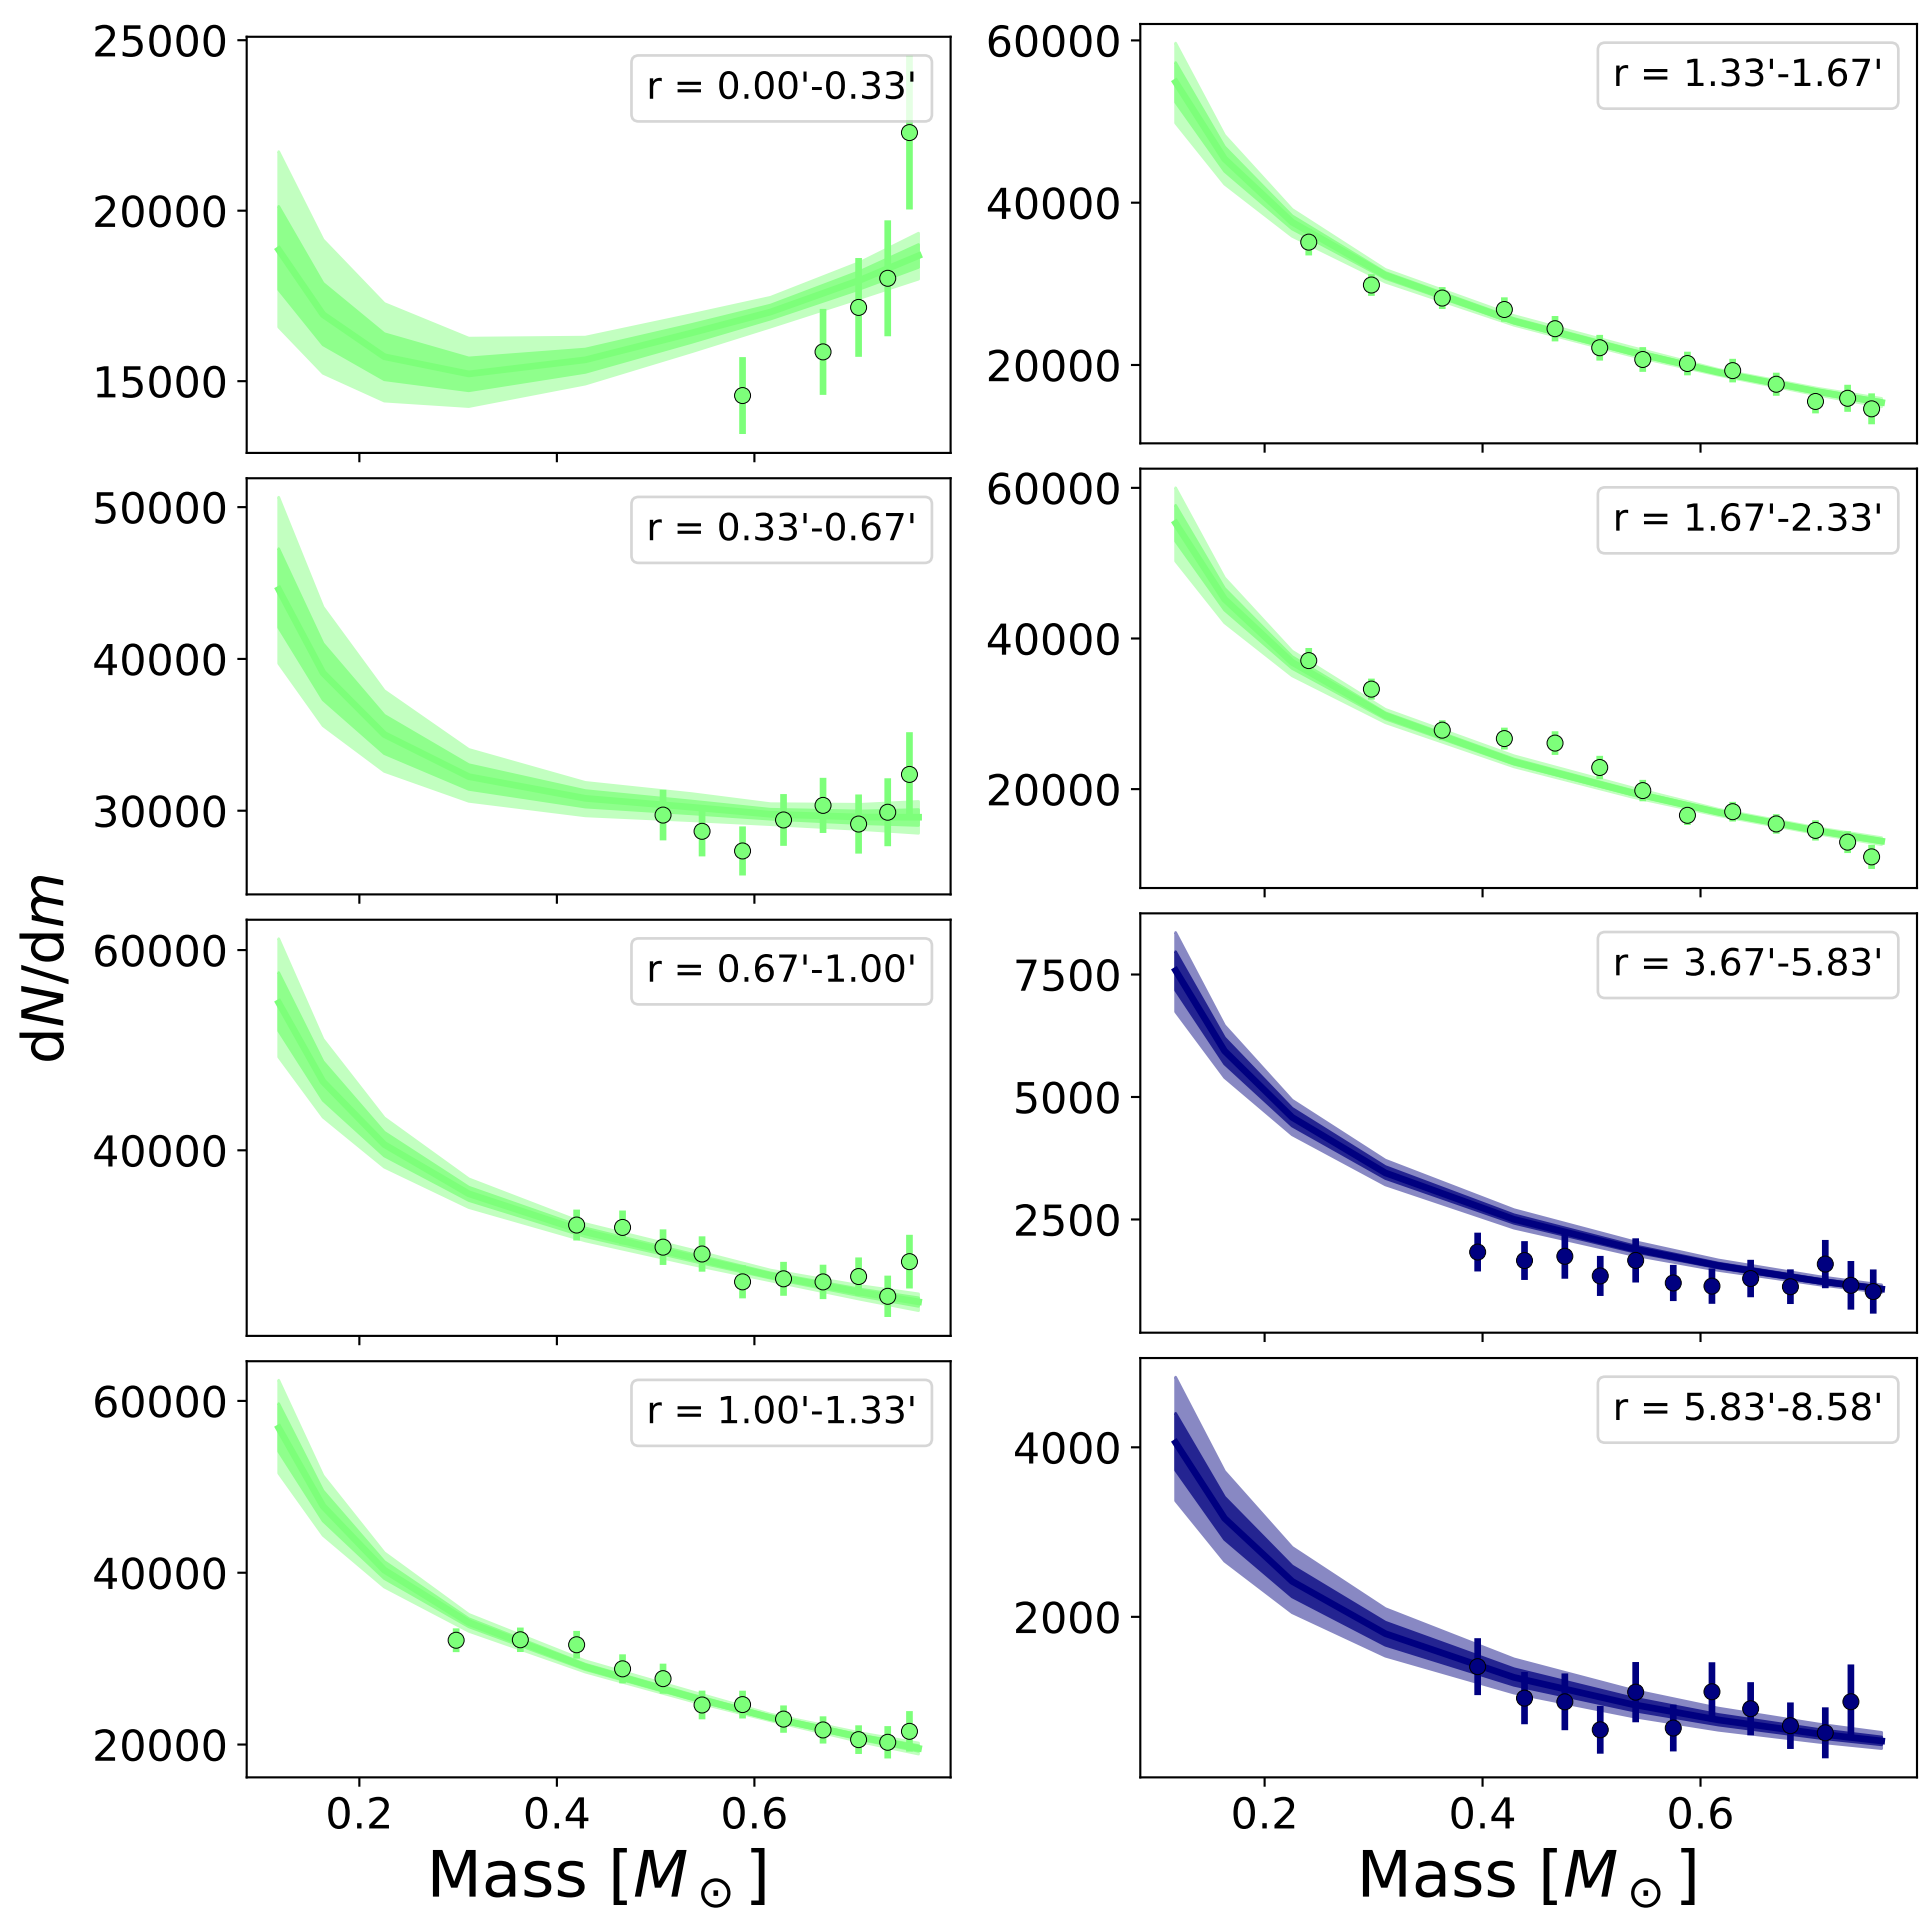 dN/dm
25000
20000
15000
r = 0.00'-0.33'
50000
40000
30000
r = 0.33'-0.67'
60000
40000
r = 0.67'-1.00'
60000
40000
20000
r = 1.00'-1.33'
0.2 0.4 0.6
Mass [M⊙]
60000
40000
20000
r = 1.33'-1.67'
60000
40000
20000
r = 1.67'-2.33'
7500
5000
2500
r = 3.67'-5.83'
4000
2000
r = 5.83'-8.58'
0.2 0.4 0.6
Mass [M⊙]